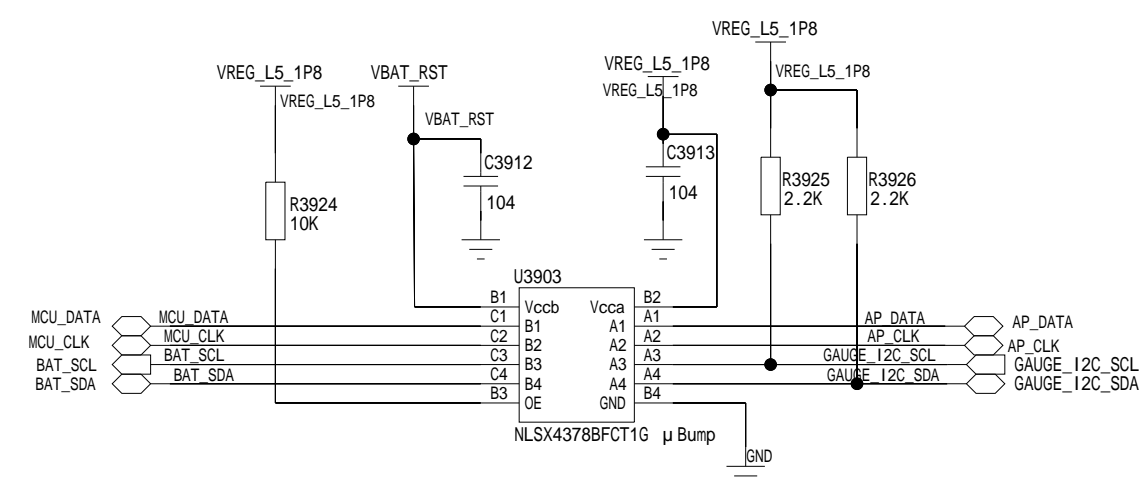 VREG_L5_1P8
VREG_L5_1P8
VREG_L5_1P8
VREG_L5_1P8
VBAT_RST
VBAT_RST
VREG_L5_1P8
VREG_L5_1P8
C3912
104
C3913
104
R3924
10K
R3925
2.2K
R3926
2.2K
U3903
B1 Vccb Vcca B2
MCU_DATA MCU_DATA C1 B1 A1 A1 AP_DATA AP_DATA
MCU_CLK MCU_CLK C2 B2 A2 A2 AP_CLK AP_CLK
BAT_SCL BAT_SCL C3 B3 A3 A3 GAUGE_I2C_SCL GAUGE_I2C_SCL
BAT_SDA BAT_SDA C4 B4 A4 A4 GAUGE_I2C_SDA GAUGE_I2C_SDA
B3 OE GND B4
NLSX4378BFCT1G µBump
GND